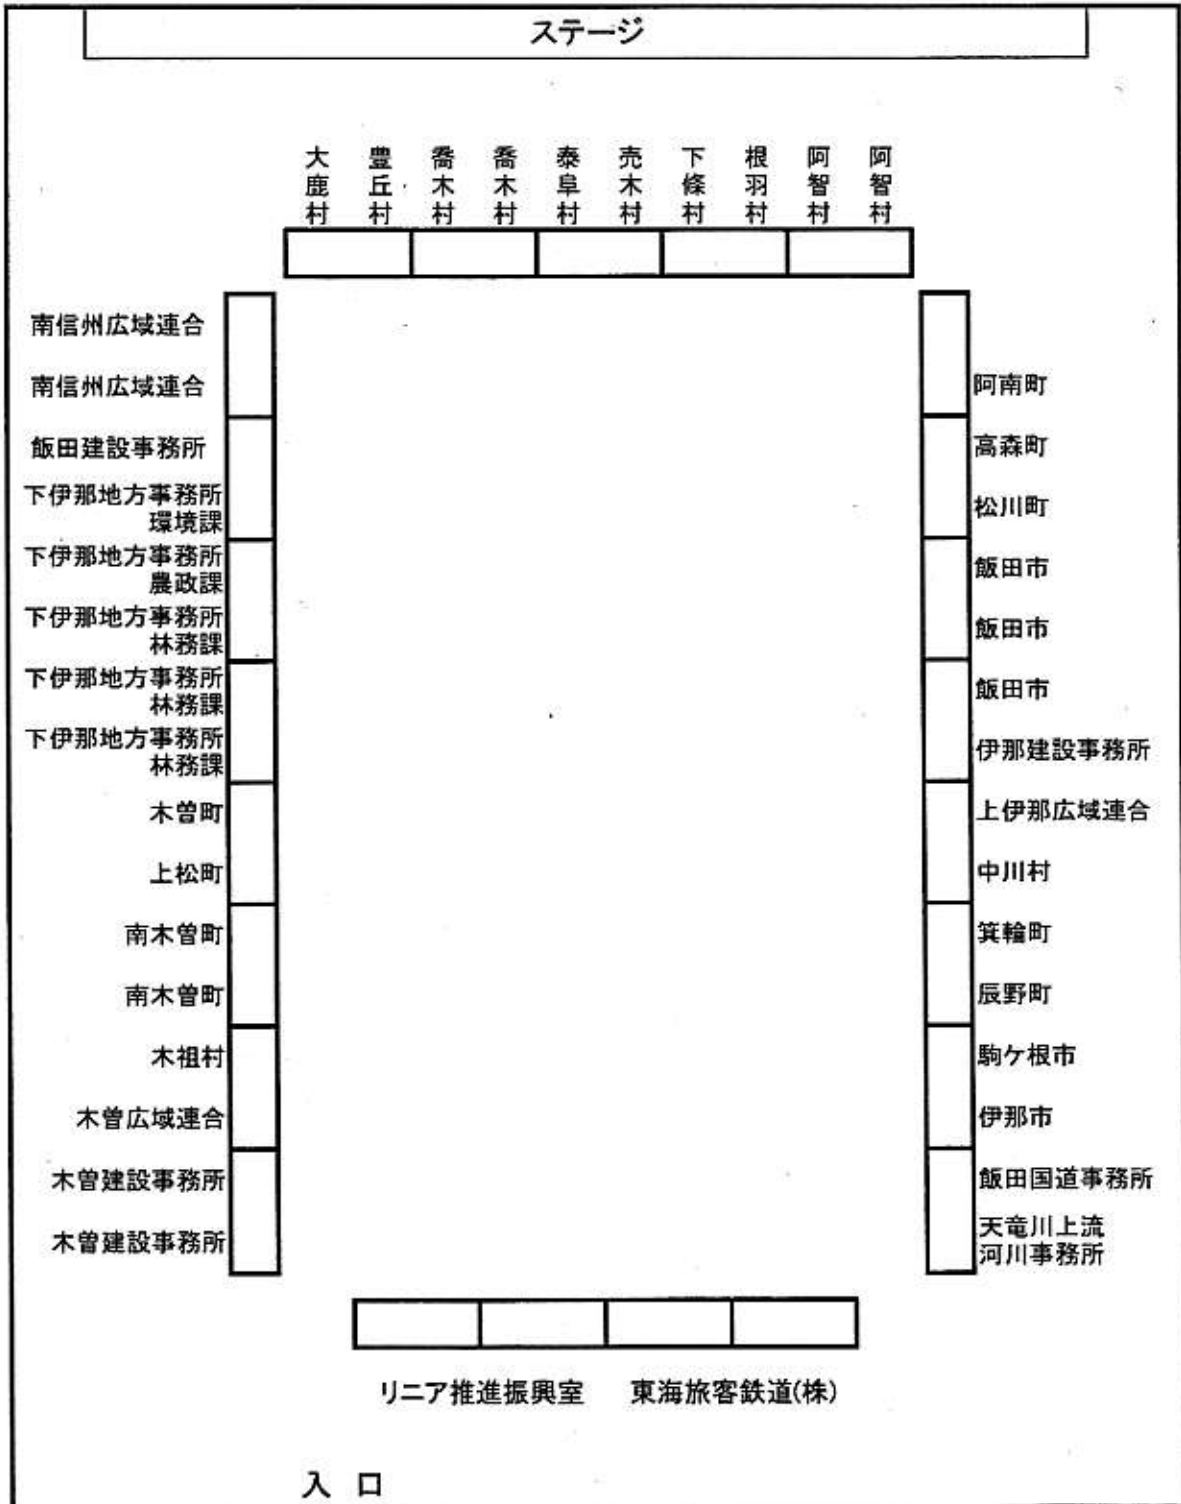 ステージ
大鹿村
豊丘村
喬木村
喬木村
泰阜村
売木村
下條村
根羽村
阿智村
阿智村
南信州広域連合
南信州広域連合
飯田建設事務所
下伊那地方事務所
環境課
下伊那地方事務所
農政課
下伊那地方事務所
林務課
下伊那地方事務所
林務課
下伊那地方事務所
林務課
木曽町
上松町
南木曽町
南木曽町
木祖村
木曽広域連合
木曽建設事務所
木曽建設事務所
阿南町
高森町
松川町
飯田市
飯田市
飯田市
伊那建設事務所
上伊那広域連合
中川村
箕輪町
辰野町
駒ケ根市
伊那市
飯田国道事務所
天竜川上流
河川事務所
リニア推進振興室 東海旅客鉄道(株)
入 口